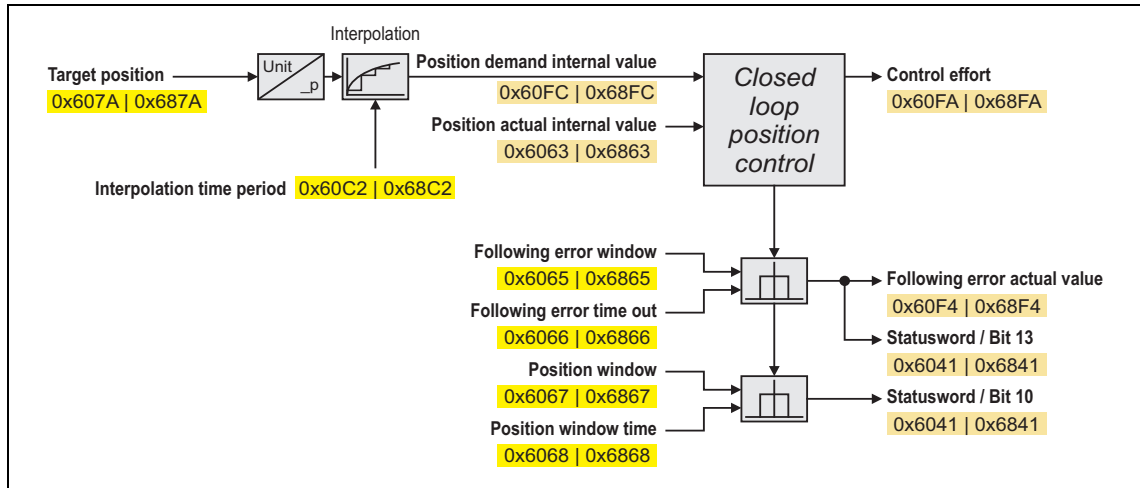 Interpolation
Unit
_p
Target position
0x607A | 0x687A
Position demand internal value
0x60FC | 0x68FC
Position actual internal value
0x6063 | 0x6863
Closed
loop
position
control
Control effort
0x60FA | 0x68FA
Interpolation time period 0x60C2 | 0x68C2
Following error window
0x6065 | 0x6865
Following error time out
0x6066 | 0x6866
Following error actual value
0x60F4 | 0x68F4
Statusword / Bit 13
0x6041 | 0x6841
Position window
0x6067 | 0x6867
Position window time
0x6068 | 0x6868
Statusword / Bit 10
0x6041 | 0x6841